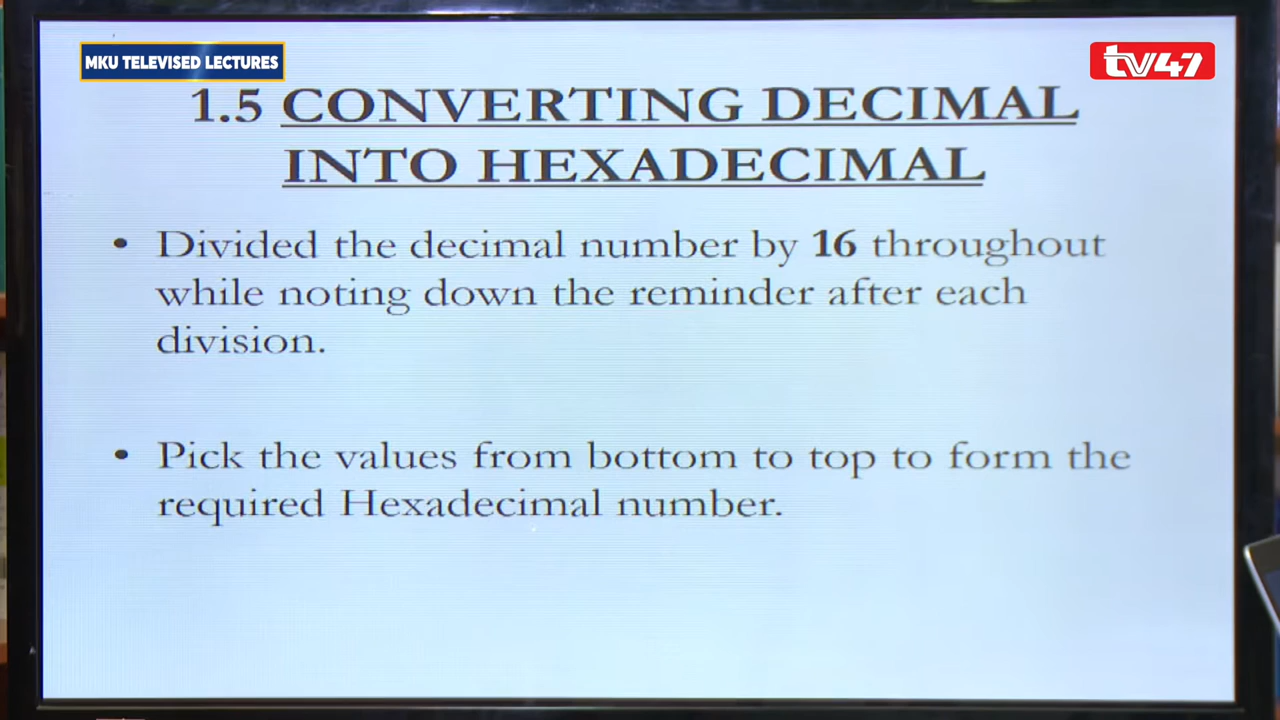 MKU TELEVISED LECTURES
tv47
1.5 CONVERTING DECIMAL
INTO HEXADECIMAL
• Divided the decimal number by 16 throughout
while noting down the reminder after each
division.
• Pick the values from bottom to top to form the
required Hexadecimal number.